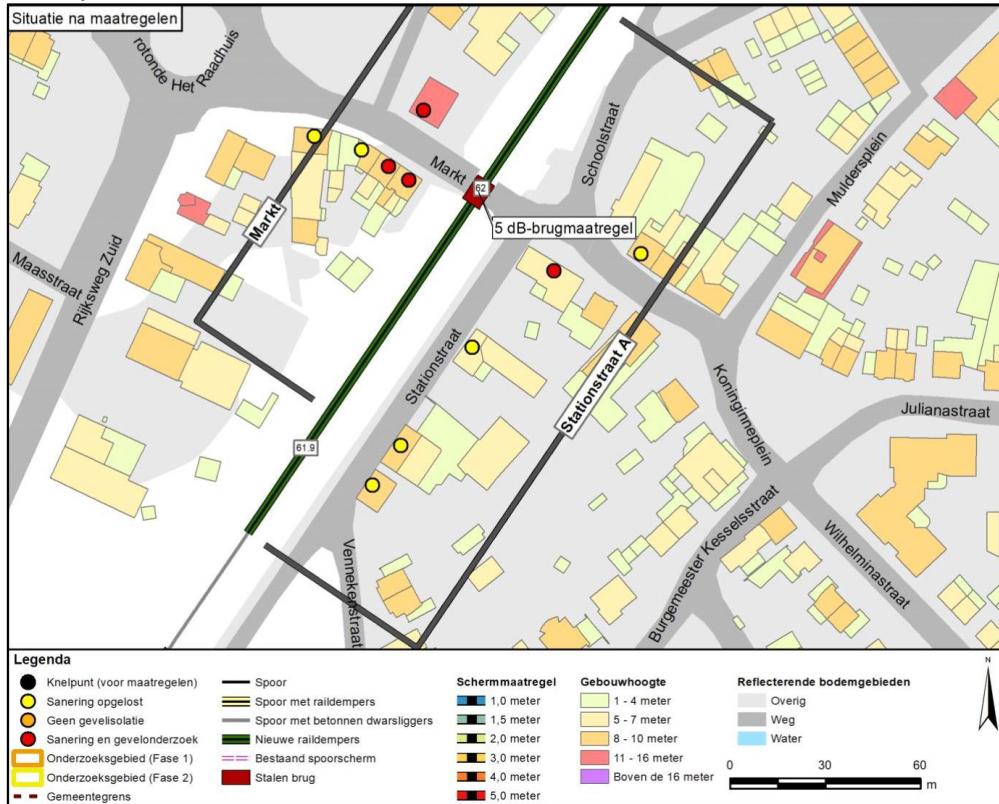 Situatie na maatregelen
rotonde Het Raadhuis
Markt
Schoolstraat
Muldersplein
62
5 dB-brugmaatregel
Markt
Maasstraat
Rijksweg Zuid
Stationstraat
Stationstraat A
Koninginneplein
Julianastraat
61.9
Vennekenstraat
Burgemeester Kesselsstraat
Wilhelminastraat
Legenda
Knelpunt (voor maatregelen)
Sanering opgelost
Geen gevelisolatie
Sanering en gevelonderzoek
Onderzoeksgebied (Fase 1)
Onderzoeksgebied (Fase 2)
Gemeentegrens
Spoor
Spoor met raildempers
Spoor met betonnen dwarsliggers
Nieuwe raildempers
Bestaand spoorscherm
Stalen brug
Schermmaatregel
1,0 meter
1,5 meter
2,0 meter
3,0 meter
4,0 meter
5,0 meter
Gebouwhoogte
1 - 4 meter
5 - 7 meter
8 - 10 meter
11 - 16 meter
Boven de 16 meter
Reflecterende bodemgebieden
Overig
Weg
Water
N
0 30 60
m